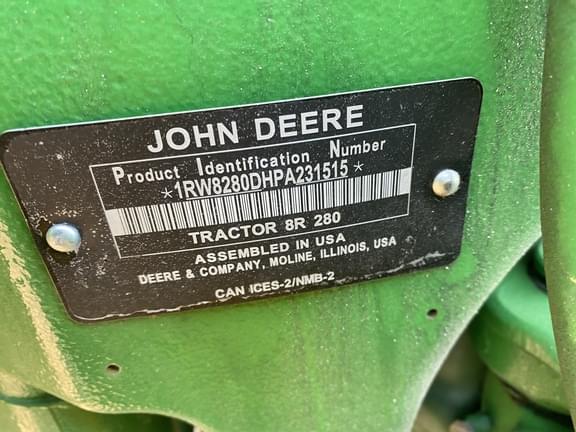 JOHN DEERE
Product Identification Number
*1RW8280DHPA231515*
TRACTOR 8R 280
ASSEMBLED IN USA
DEERE & COMPANY, MOLINE, ILLINOIS, USA
CAN ICES-2/NMB-2